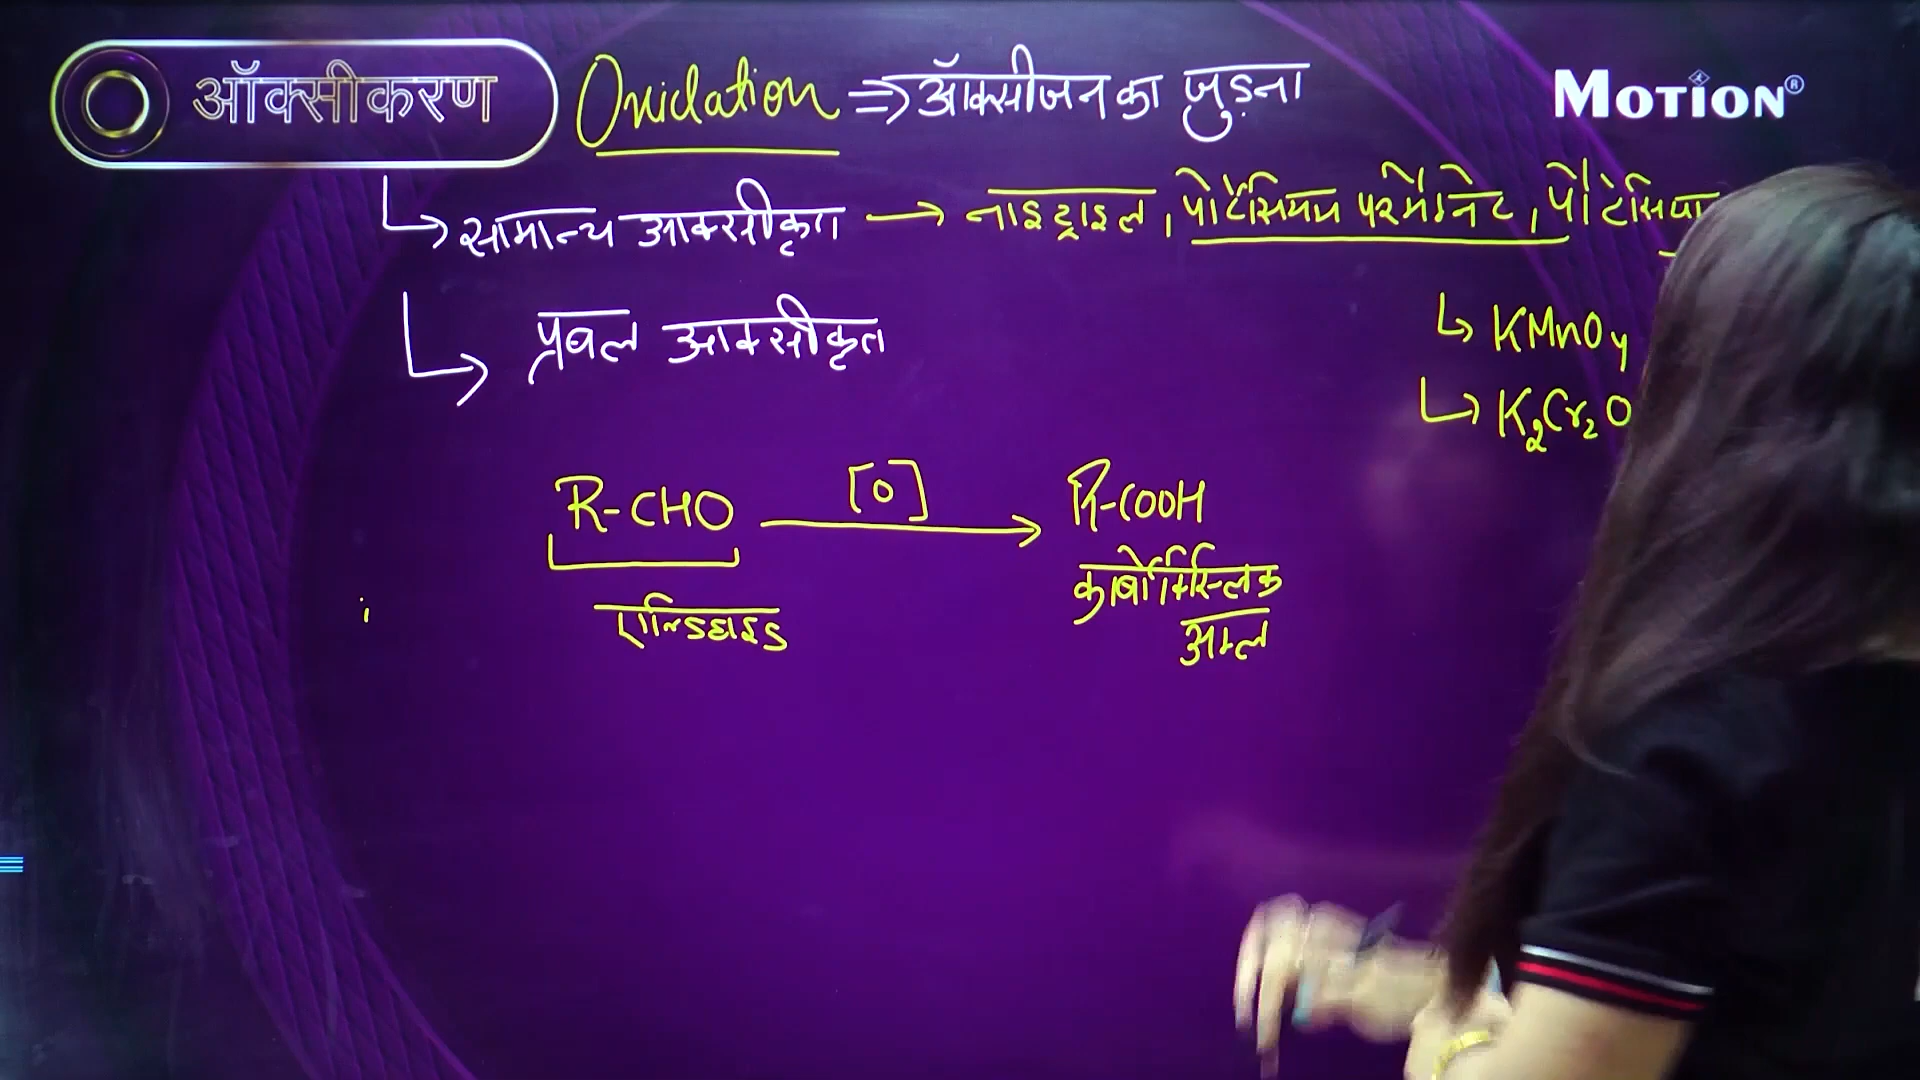 ऑक्सीकरण Oxidation ⇒ ऑक्सीजन का जुड़ना
MOTION®
↳ सामान्य आक्सीकृत → नाइट्राइल, पोटेसियम परमैगनेट, पोटेसिया
↳ प्रबल आक्सीकृत
↳ KMnO4
↳ K2Cr2O
R-CHO [O] → R-COOH
एल्डिहाइड
कार्बोक्सिलिक
अम्ल